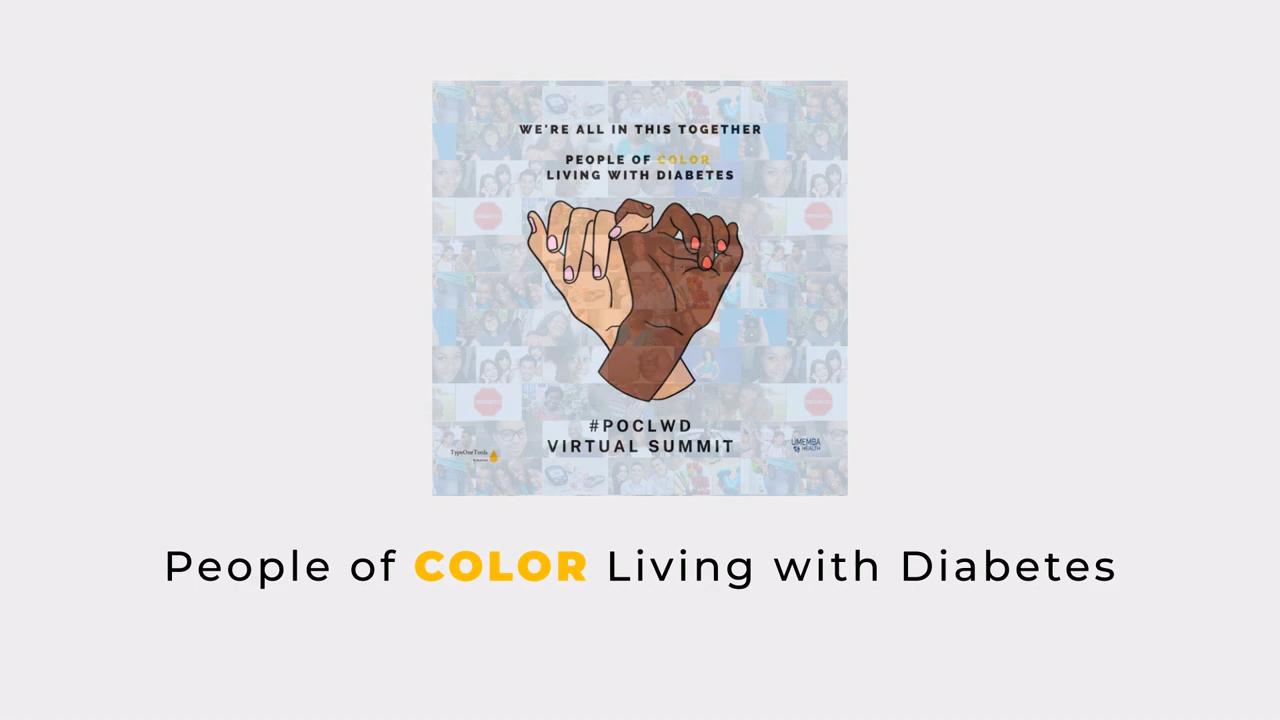 WE'RE ALL IN THIS TOGETHER
PEOPLE OF COLOR
LIVING WITH DIABETES
#POCLWD
VIRTUAL SUMMIT
TypeOneTools
UMEMBA
HEALTH
People of COLOR Living with Diabetes